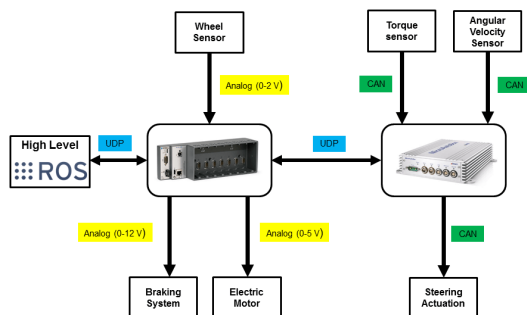 Wheel
Sensor
Torque
sensor
Angular
Velocity
Sensor
Analog (0-2 V)
CAN
CAN
High Level
ROS
UDP
UDP
Analog (0-12 V)
Analog (0-5 V)
CAN
Braking
System
Electric
Motor
Steering
Actuation